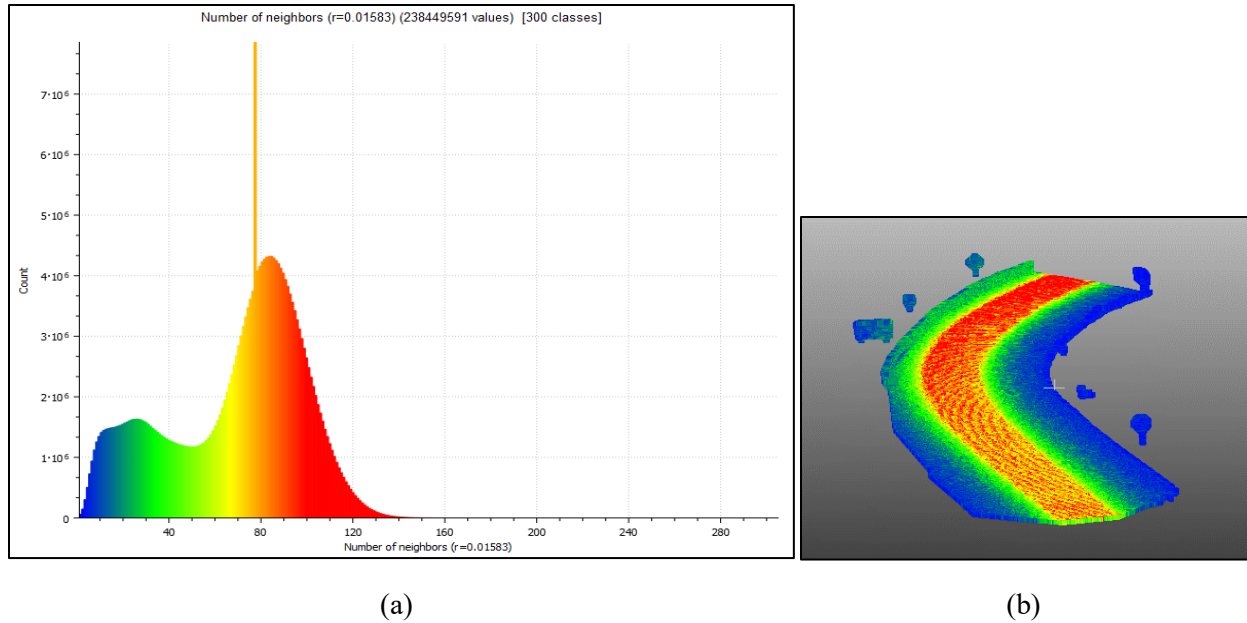 Number of neighbors (r=0.01583) (238449591 values) [300 classes]
7·10⁶
6·10⁶
5·10⁶
4·10⁶
3·10⁶
2·10⁶
1·10⁶
0
Count
40 80 120 160 200 240 280
Number of neighbors (r=0.01583)
(a) (b)